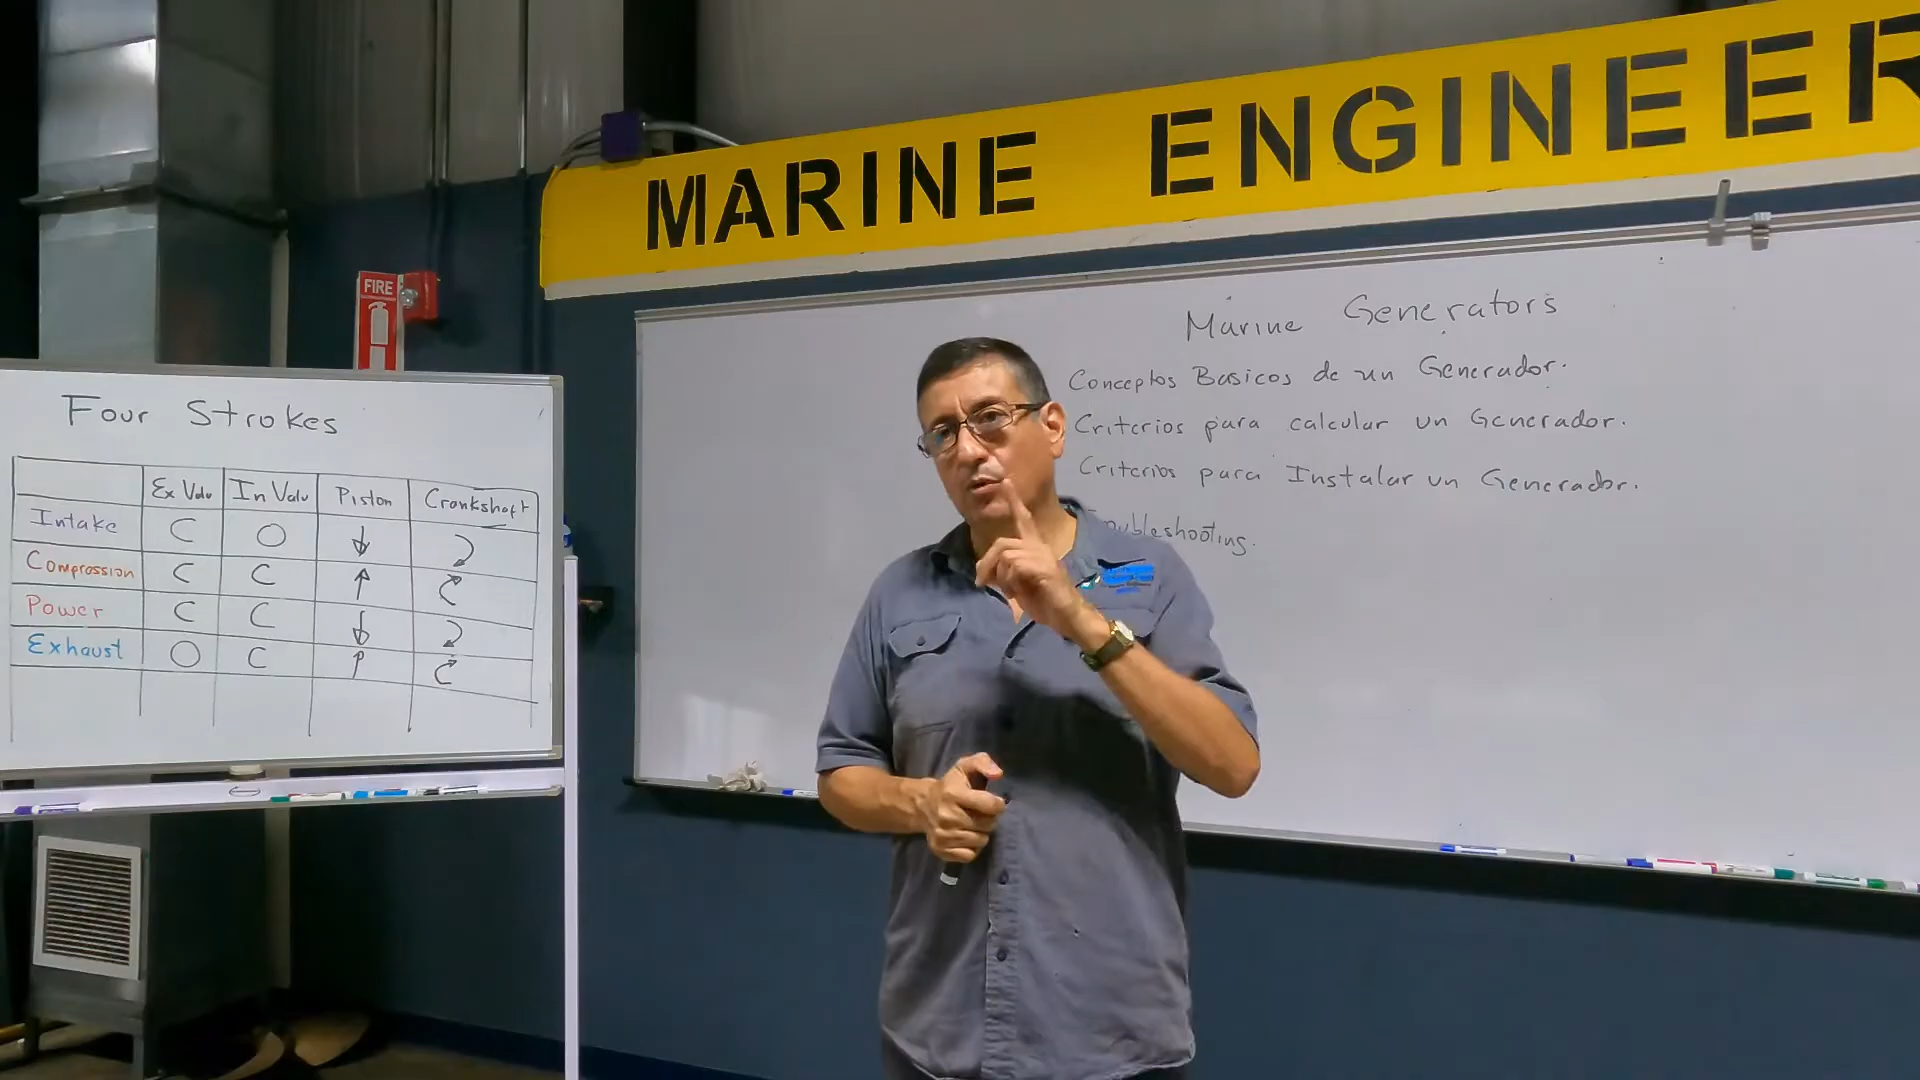 MARINE ENGINEER
FIRE
Marine Generators
Conceptos Basicos de un Generador.
Criterios para calcular un Generador.
Criterios para Instalar un Generador.
Troubleshooting.
Four Strokes
Ex Valv In Valv Piston Crankshaft
Intake C O ↓
Compression C C ↑
Power C C ↓
Exhaust O C ↑